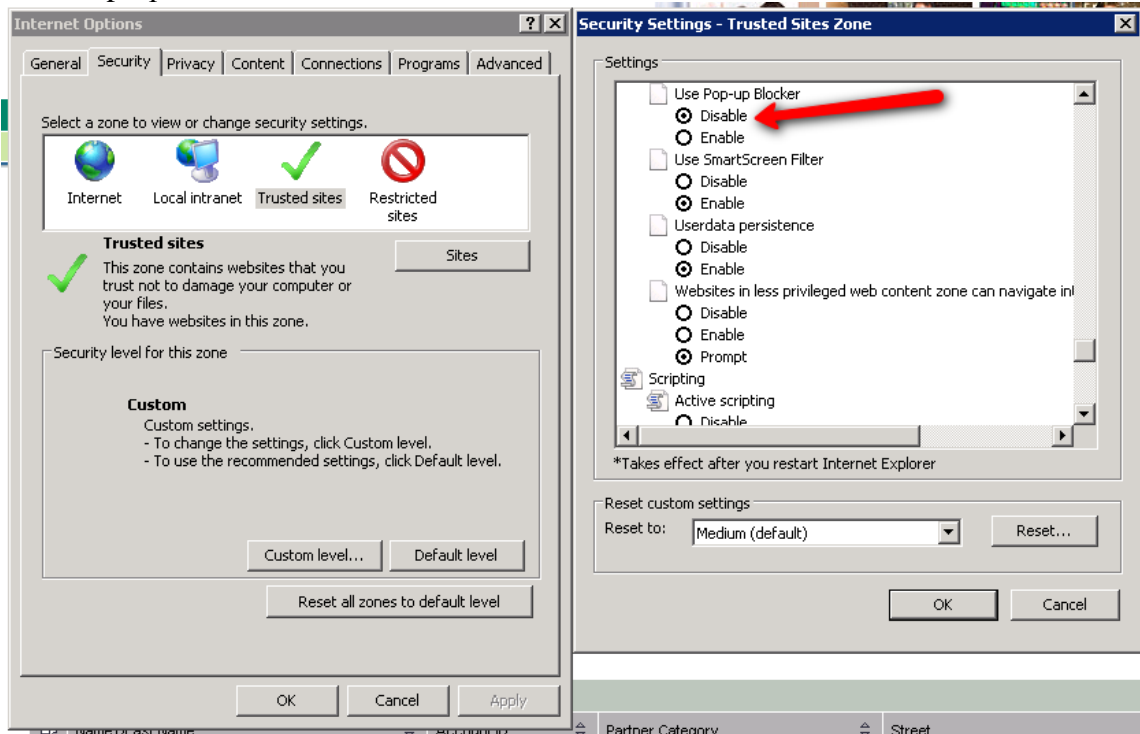 Internet Options
General Security Privacy Content Connections Programs Advanced
Select a zone to view or change security settings.
Internet
Local intranet
Trusted sites
Restricted
sites
Trusted sites
Sites
This zone contains websites that you
trust not to damage your computer or
your files.
You have websites in this zone.
Security level for this zone
Custom
Custom settings.
- To change the settings, click Custom level.
- To use the recommended settings, click Default level.
Custom level... Default level
Reset all zones to default level
OK Cancel Apply
Security Settings - Trusted Sites Zone
Settings
Use Pop-up Blocker
Disable
Enable
Use SmartScreen Filter
Disable
Enable
Userdata persistence
Disable
Enable
Websites in less privileged web content zone can navigate in
Disable
Enable
Prompt
Scripting
Active scripting
Disable
*Takes effect after you restart Internet Explorer
Reset custom settings
Reset to: Medium (default) Reset...
OK Cancel
Partner Category Street